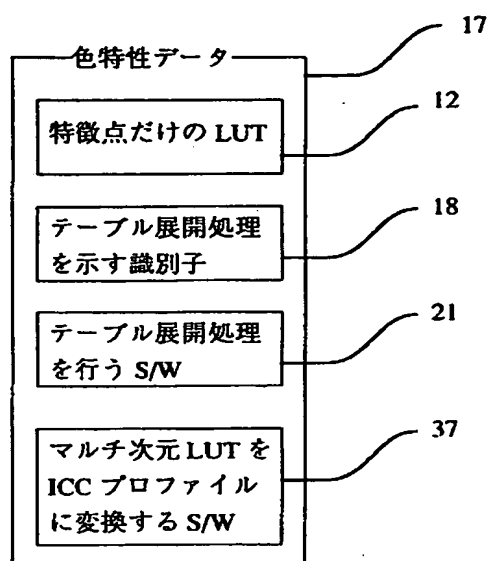 17
色特性データ
特徴点だけの LUT
12
テーブル展開処理
を示す識別子
18
テーブル展開処理
を行う S/W
21
マルチ次元 LUT を
ICC プロファイル
に変換する S/W
37